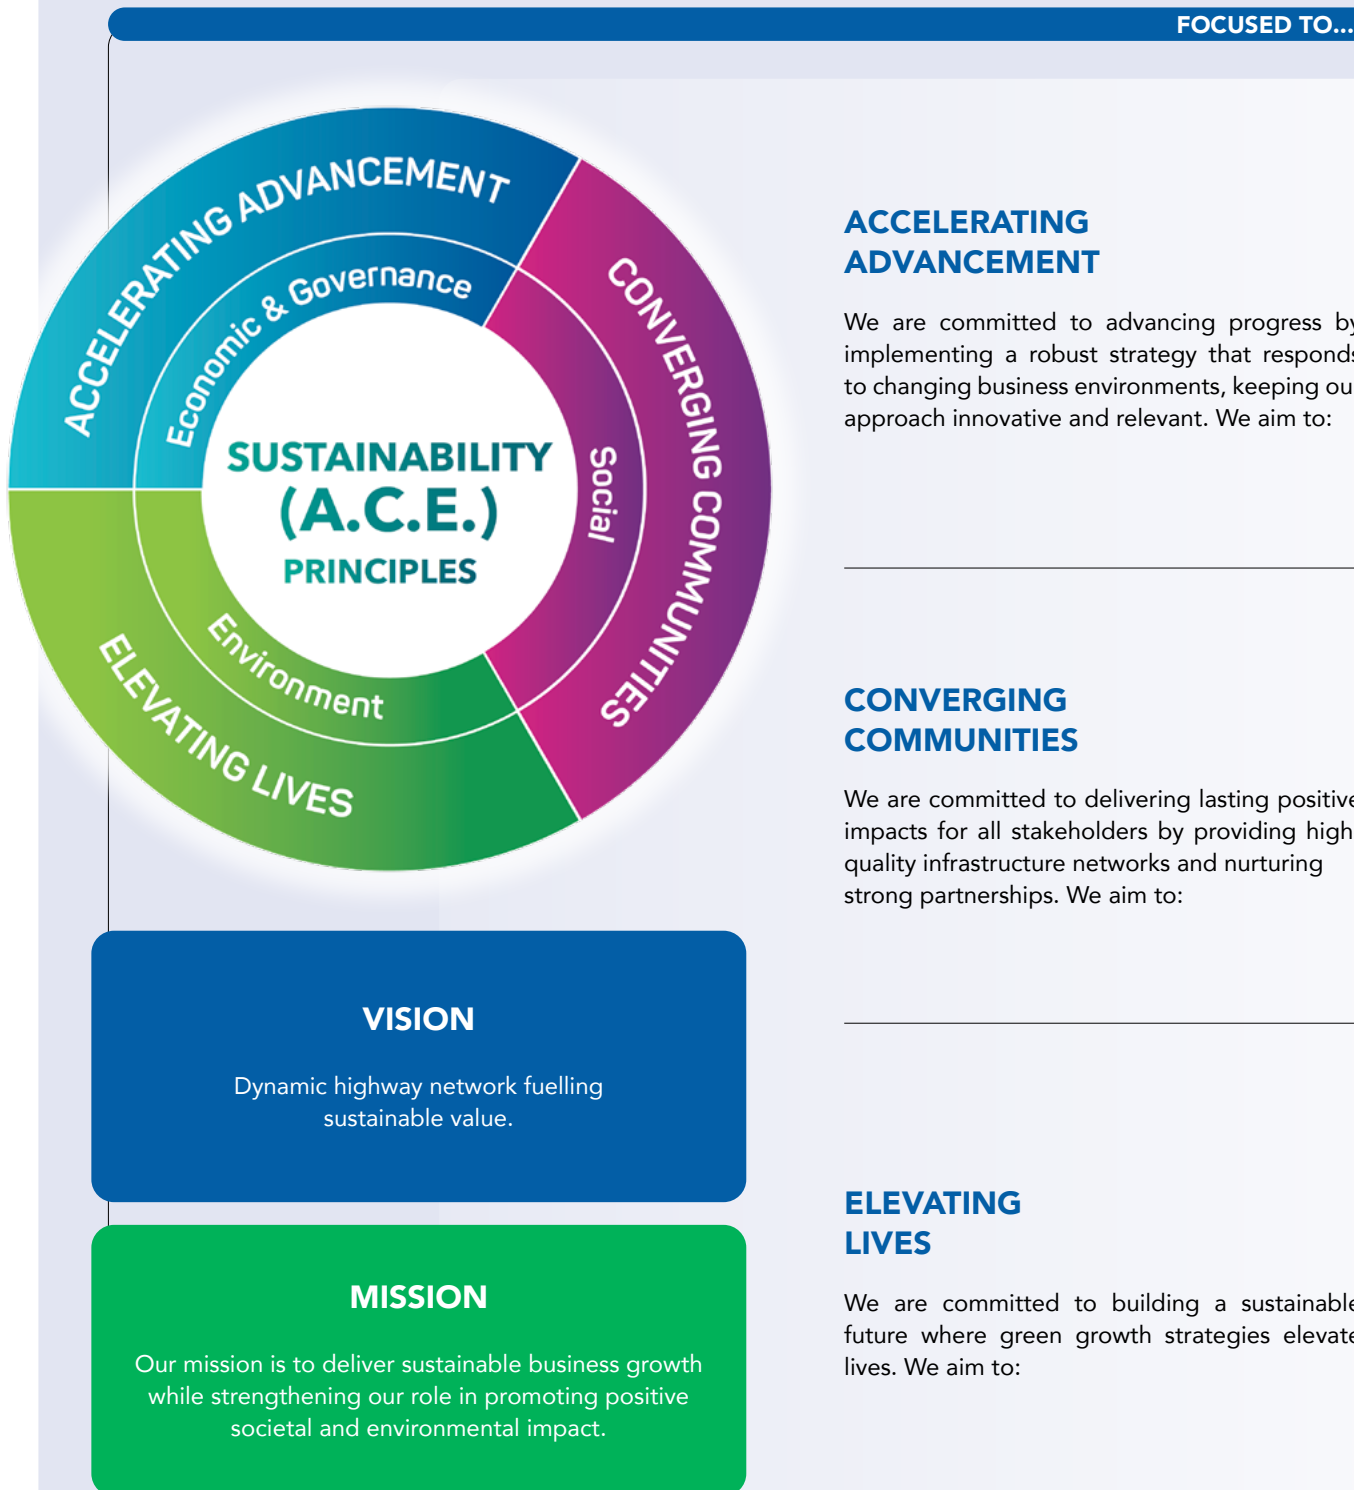 FOCUSED TO...
ACCELERATING ADVANCEMENT
Economic & Governance
CONVERGING COMMUNITIES
Social
ELEVATING LIVES
Environment
SUSTAINABILITY
(A.C.E.)
PRINCIPLES
VISION
Dynamic highway network fuelling
sustainable value.
MISSION
Our mission is to deliver sustainable business growth
while strengthening our role in promoting positive
societal and environmental impact.
ACCELERATING
ADVANCEMENT
We are committed to advancing progress by
implementing a robust strategy that responds
to changing business environments, keeping ou
approach innovative and relevant. We aim to:
CONVERGING
COMMUNITIES
We are committed to delivering lasting positive
impacts for all stakeholders by providing high
quality infrastructure networks and nurturing
strong partnerships. We aim to:
ELEVATING
LIVES
We are committed to building a sustainable
future where green growth strategies elevate
lives. We aim to: